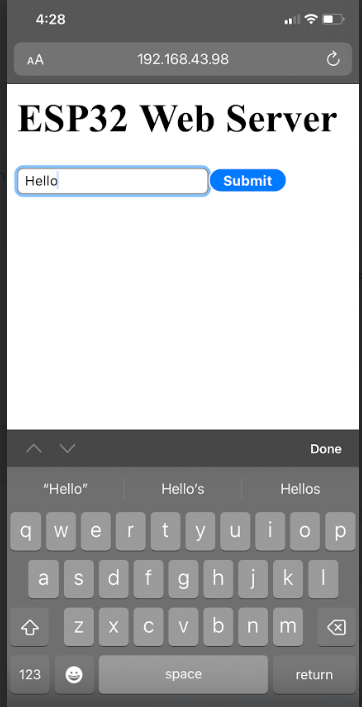 4:28
AA 192.168.43.98
ESP32 Web Server
Hello Submit
Done
“Hello” Hello’s Hellos
q w e r t y u i o p
a s d f g h j k l
z x c v b n m
123 space return